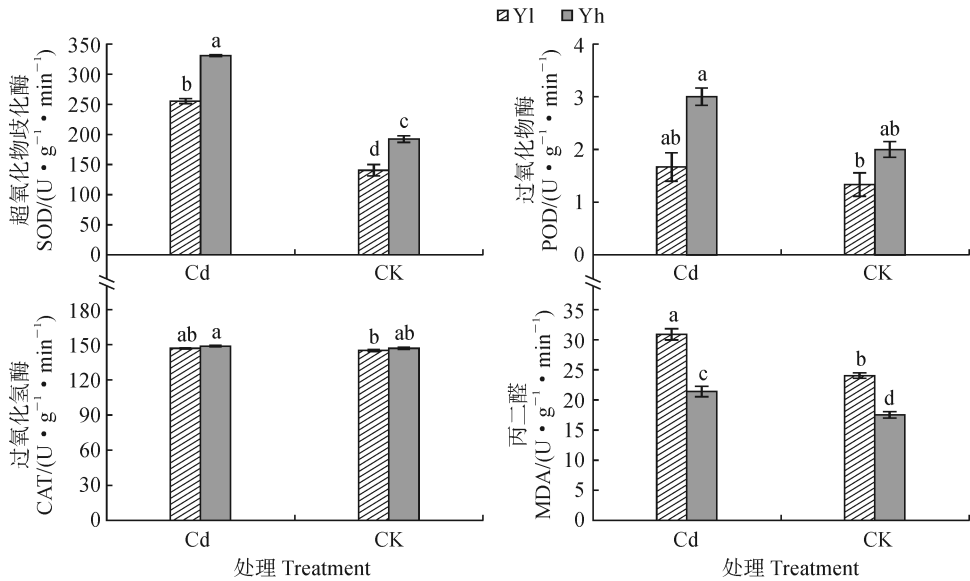 Yl Yh
超氧化物歧化酶
SOD/(U·g⁻¹·min⁻¹)
350
300
250
200
150
100
50
0
b
a
d
c
Cd CK
过氧化物酶
POD/(U·g⁻¹·min⁻¹)
4
3
2
1
0
ab
a
b
ab
Cd CK
过氧化氢酶
CAT/(U·g⁻¹·min⁻¹)
180
150
120
90
60
30
0
ab
a
b
ab
Cd CK
处理 Treatment
丙二醛
MDA/(U·g⁻¹·min⁻¹)
35
30
25
20
15
10
5
0
a
c
b
d
Cd CK
处理 Treatment